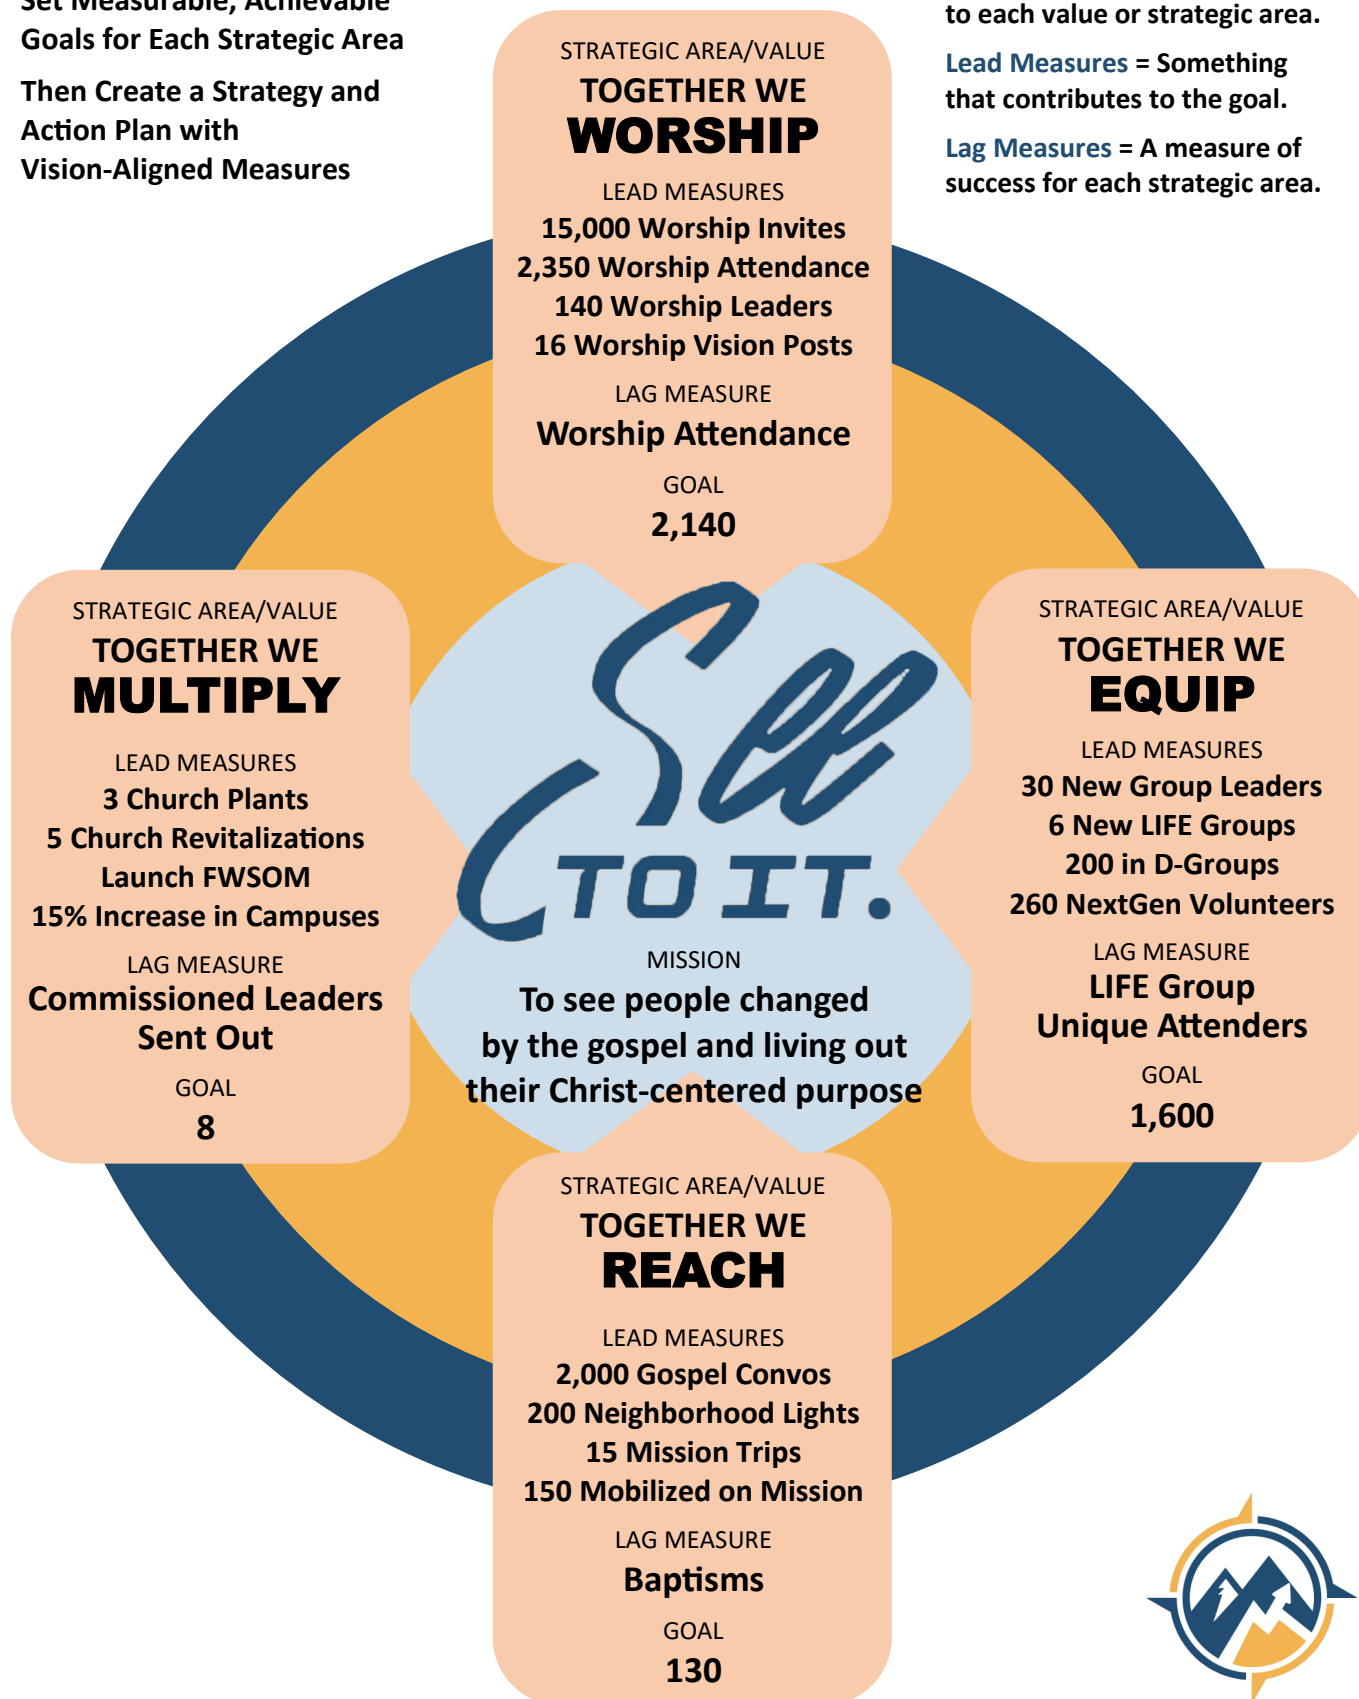 Set Measurable, Achievable
Goals for Each Strategic Area
Then Create a Strategy and
Action Plan with
Vision-Aligned Measures
to each value or strategic area.
Lead Measures = Something
that contributes to the goal.
Lag Measures = A measure of
success for each strategic area.
STRATEGIC AREA/VALUE
TOGETHER WE
WORSHIP
LEAD MEASURES
15,000 Worship Invites
2,350 Worship Attendance
140 Worship Leaders
16 Worship Vision Posts
LAG MEASURE
Worship Attendance
GOAL
2,140
STRATEGIC AREA/VALUE
TOGETHER WE
MULTIPLY
LEAD MEASURES
3 Church Plants
5 Church Revitalizations
Launch FWSOM
15% Increase in Campuses
LAG MEASURE
Commissioned Leaders
Sent Out
GOAL
8
See
TO IT.
MISSION
To see people changed
by the gospel and living out
their Christ-centered purpose
STRATEGIC AREA/VALUE
TOGETHER WE
EQUIP
LEAD MEASURES
30 New Group Leaders
6 New LIFE Groups
200 in D-Groups
260 NextGen Volunteers
LAG MEASURE
LIFE Group
Unique Attenders
GOAL
1,600
STRATEGIC AREA/VALUE
TOGETHER WE
REACH
LEAD MEASURES
2,000 Gospel Convos
200 Neighborhood Lights
15 Mission Trips
150 Mobilized on Mission
LAG MEASURE
Baptisms
GOAL
130